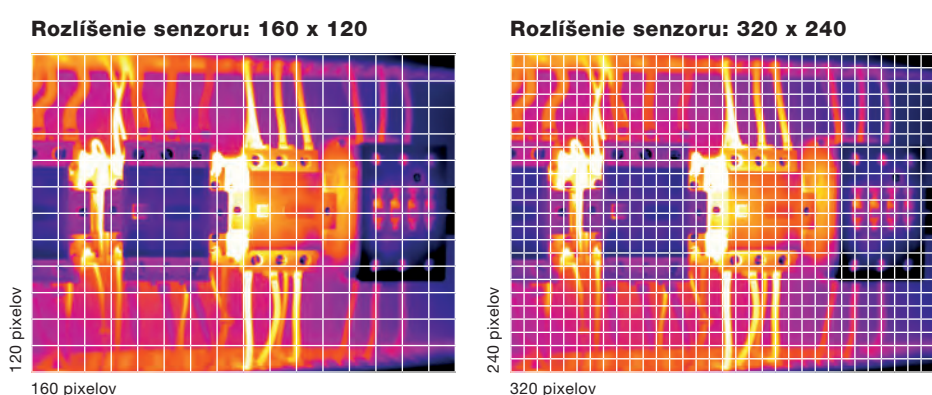 Rozlíšenie senzoru: 160 x 120
120 pixelov
160 pixelov
Rozlíšenie senzoru: 320 x 240
240 pixelov
320 pixelov